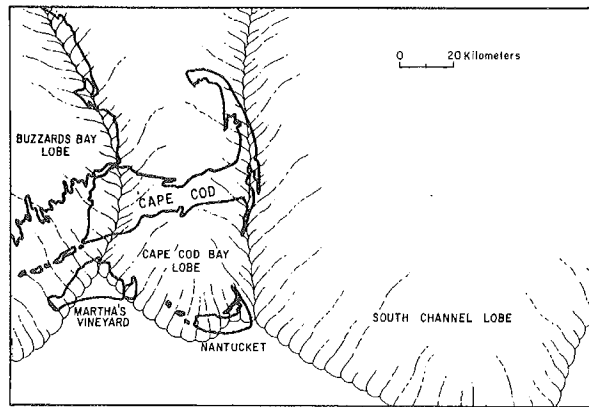 0 20 Kilometers
BUZZARDS BAY
LOBE
CAPE COD
CAPE COD BAY
LOBE
MARTHA'S
VINEYARD
NANTUCKET
SOUTH CHANNEL LOBE